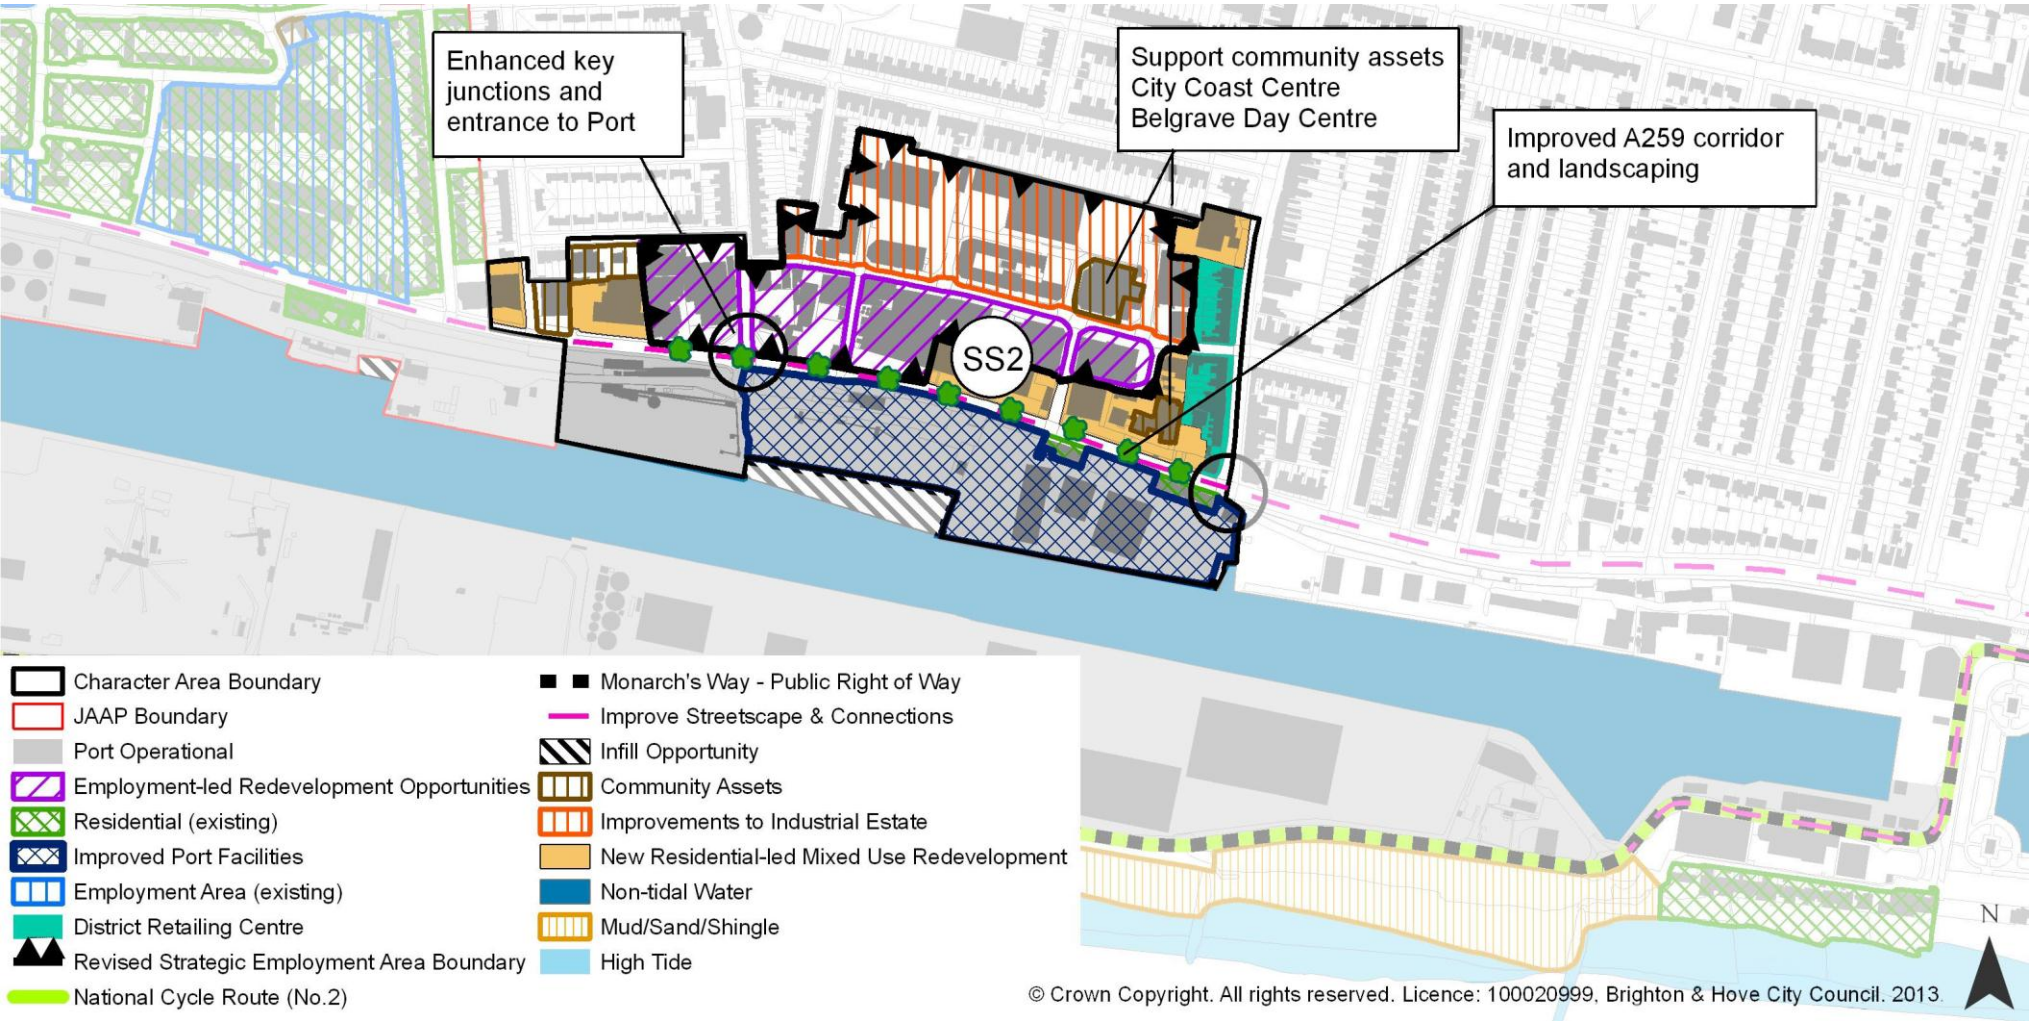 Enhanced key
junctions and
entrance to Port
Support community assets
City Coast Centre
Belgrave Day Centre
Improved A259 corridor
and landscaping
SS2
Character Area Boundary
JAAP Boundary
Port Operational
Employment-led Redevelopment Opportunities
Residential (existing)
Improved Port Facilities
Employment Area (existing)
District Retailing Centre
Revised Strategic Employment Area Boundary
National Cycle Route (No.2)
Monarch's Way - Public Right of Way
Improve Streetscape & Connections
Infill Opportunity
Community Assets
Improvements to Industrial Estate
New Residential-led Mixed Use Redevelopment
Non-tidal Water
Mud/Sand/Shingle
High Tide
N
© Crown Copyright. All rights reserved. Licence: 100020999, Brighton & Hove City Council. 2013.